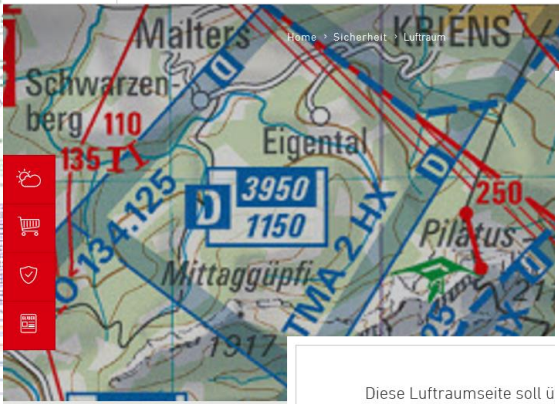 Malters
KRIENS
Home › Sicherheit › Luftraum
D
Schwarzen-
berg
110
135
Eigental
D
250
D 3950
1150
134.125
TMA 2 HX
Pilatus
Mittaggüpfi
1917
Diese Luftraumseite soll ü